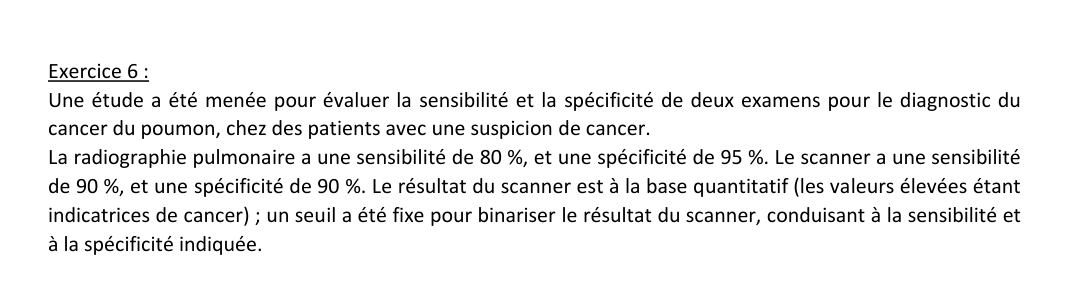 Exercice 6 :
Une étude a été menée pour évaluer la sensibilité et la spécificité de deux examens pour le diagnostic du
cancer du poumon, chez des patients avec une suspicion de cancer.
La radiographie pulmonaire a une sensibilité de 80 %, et une spécificité de 95 %. Le scanner a une sensibilité
de 90 %, et une spécificité de 90 %. Le résultat du scanner est à la base quantitatif (les valeurs élevées étant
indicatrices de cancer) ; un seuil a été fixe pour binariser le résultat du scanner, conduisant à la sensibilité et
à la spécificité indiquée.